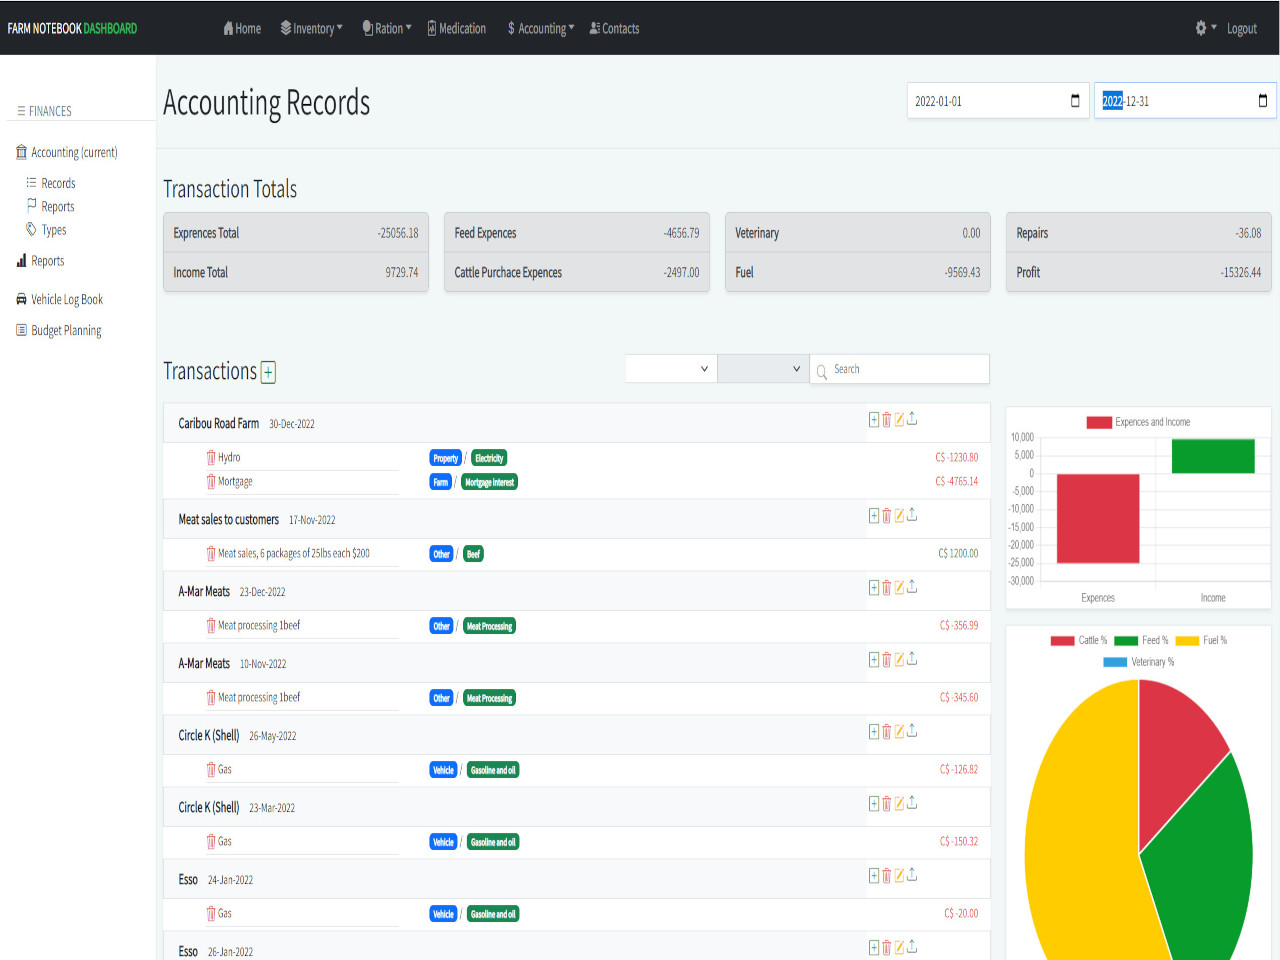 FARM NOTEBOOK DASHBOARD Home Inventory Ration Medication $ Accounting Contacts Logout
FINANCES
Accounting (current)
Records
Reports
Types
Reports
Vehicle Log Book
Budget Planning
Accounting Records 2022-01-01 2022-12-31
Transaction Totals
Exprences Total -25056.18 Feed Expences -4656.79 Veterinary 0.00 Repairs -36.08
Income Total 9729.74 Cattle Purchace Expences -2497.00 Fuel -9569.43 Profit -15326.44
Transactions + Search
Caribou Road Farm 30-Dec-2022
Hydro Property / Electricity C$ -1230.80
Mortgage Farm / Mortgage interest C$ -4765.14
Meat sales to customers 17-Nov-2022
Meat sales, 6 packages of 25lbs each $200 Other / Beef C$ 1200.00
A-Mar Meats 23-Dec-2022
Meat processing 1beef Other / Meat Processing C$ -356.99
A-Mar Meats 10-Nov-2022
Meat processing 1beef Other / Meat Processing C$ -345.60
Circle K (Shell) 26-May-2022
Gas Vehicle / Gasoline and oil C$ -126.82
Circle K (Shell) 23-Mar-2022
Gas Vehicle / Gasoline and oil C$ -150.32
Esso 24-Jan-2022
Gas Vehicle / Gasoline and oil C$ -20.00
Esso 26-Jan-2022
Expences and Income
10,000
5,000
0
-5,000
-10,000
-15,000
-20,000
-25,000
-30,000
Expences Income
Cattle % Feed % Fuel %
Veterinary %